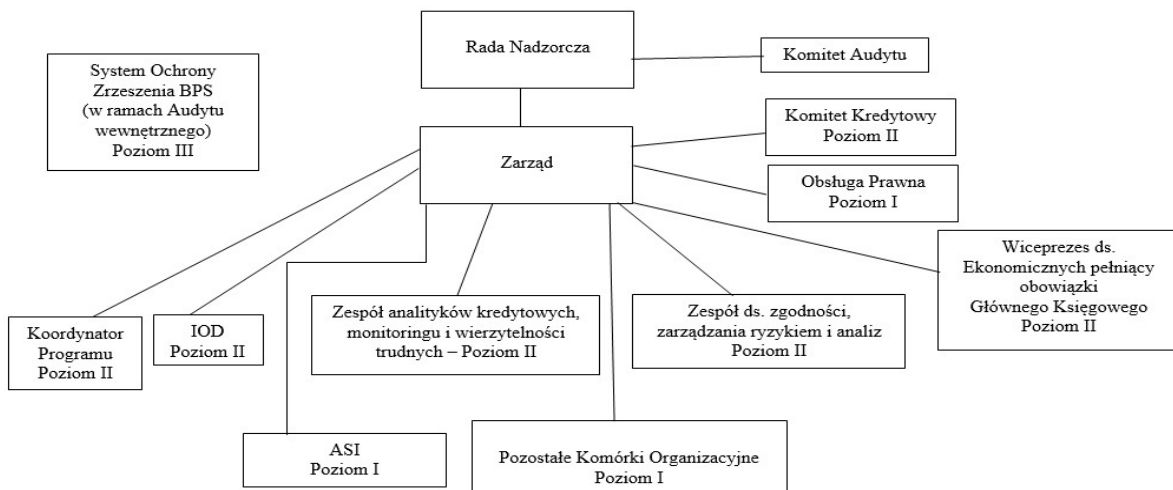 Rada Nadzorcza
Komitet Audytu
System Ochrony
Zrzeszenia BPS
(w ramach Audytu
wewnętrznego)
Poziom III
Komitet Kredytowy
Poziom II
Zarząd
Obsługa Prawna
Poziom I
Wiceprezes ds.
Ekonomicznych pełniący
obowiązki
Głównego Księgowego
Poziom II
Koordynator
Programu
Poziom II
IOD
Poziom II
Zespół analityków kredytowych,
monitoringu i wierzytelności
trudnych – Poziom II
Zespół ds. zgodności,
zarządzania ryzykiem i analiz
Poziom II
ASI
Poziom I
Pozostałe Komórki Organizacyjne
Poziom I